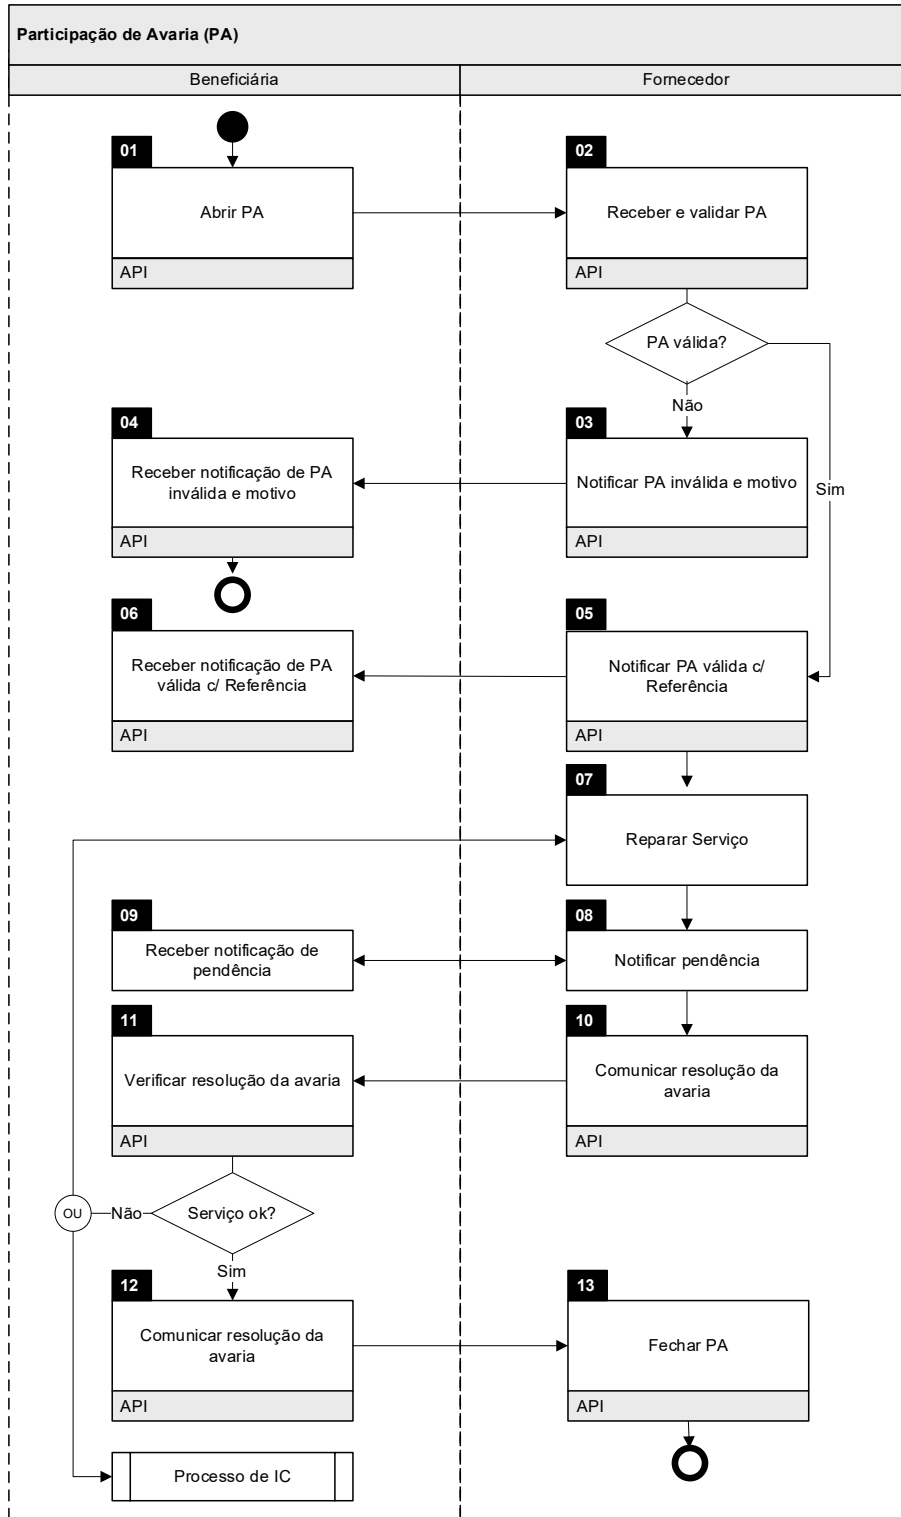 Participação de Avaria (PA)
Beneficiária
Fornecedor
01
Abrir PA
API
02
Receber e validar PA
API
PA válida?
Não
Sim
04
Receber notificação de PA
inválida e motivo
API
03
Notificar PA inválida e motivo
API
06
Receber notificação de PA
válida c/ Referência
API
05
Notificar PA válida c/
Referência
API
07
Reparar Serviço
09
Receber notificação de
pendência
08
Notificar pendência
11
Verificar resolução da avaria
API
10
Comunicar resolução da
avaria
API
OU
Não
Serviço ok?
Sim
12
Comunicar resolução da
avaria
API
13
Fechar PA
API
Processo de IC